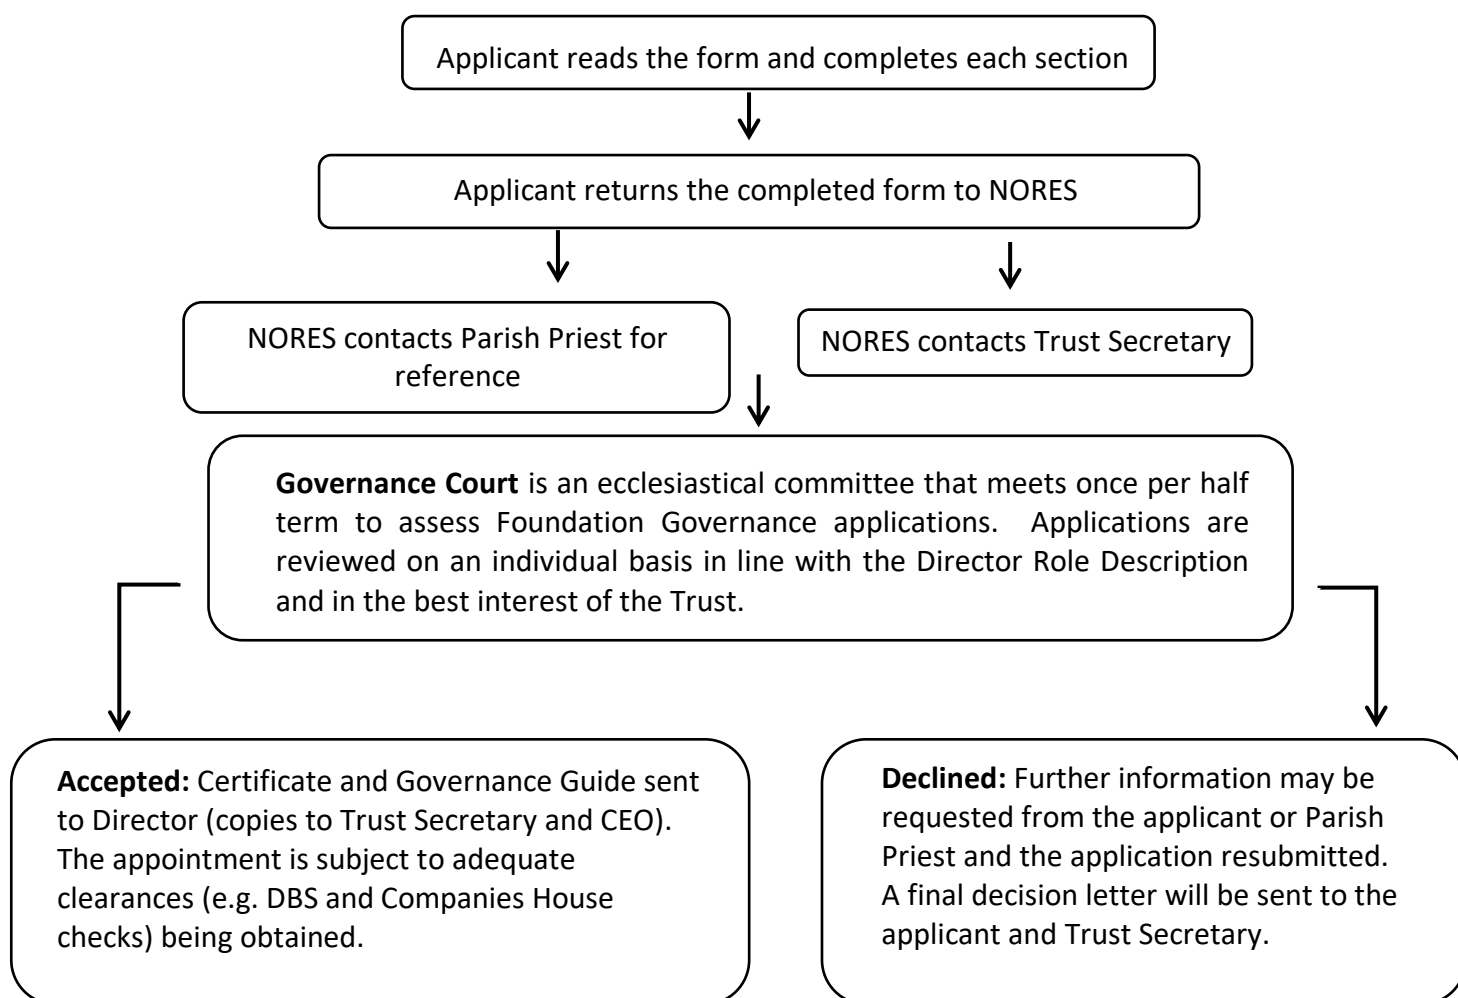 Applicant reads the form and completes each section
Applicant returns the completed form to NORES
NORES contacts Parish Priest for
reference
NORES contacts Trust Secretary
Governance Court is an ecclesiastical committee that meets once per half
term to assess Foundation Governance applications. Applications are
reviewed on an individual basis in line with the Director Role Description
and in the best interest of the Trust.
Accepted: Certificate and Governance Guide sent
to Director (copies to Trust Secretary and CEO).
The appointment is subject to adequate
clearances (e.g. DBS and Companies House
checks) being obtained.
Declined: Further information may be
requested from the applicant or Parish
Priest and the application resubmitted.
A final decision letter will be sent to the
applicant and Trust Secretary.